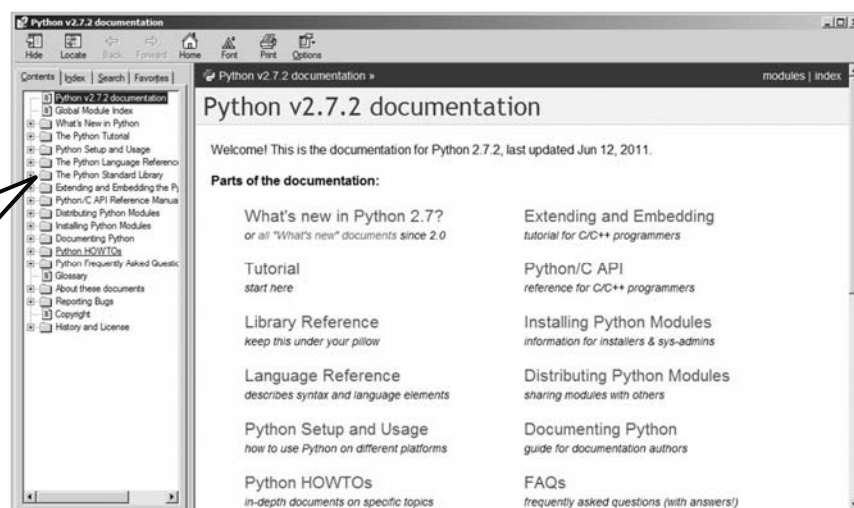 Python v2.7.2 documentation
Hide Locate Back Forward Home Font Print Options
Contents Index Search Favorites
Python v2.7.2 documentation
Global Module Index
What's New in Python
The Python Tutorial
Python Setup and Usage
The Python Language Referenc
The Python Standard Library
Extending and Embedding the Py
Python/C API Reference Manua
Distributing Python Modules
Installing Python Modules
Documenting Python
Python HOWTOs
Python Frequently Asked Questic
Glossary
About these documents
Reporting Bugs
Copyright
History and License
Python v2.7.2 documentation » modules | index
Python v2.7.2 documentation
Welcome! This is the documentation for Python 2.7.2, last updated Jun 12, 2011.
Parts of the documentation:
What's new in Python 2.7?
or all "What's new" documents since 2.0
Tutorial
start here
Library Reference
keep this under your pillow
Language Reference
describes syntax and language elements
Python Setup and Usage
how to use Python on different platforms
Python HOWTOs
in-depth documents on specific topics
Extending and Embedding
tutorial for C/C++ programmers
Python/C API
reference for C/C++ programmers
Installing Python Modules
information for installers & sys-admins
Distributing Python Modules
sharing modules with others
Documenting Python
guide for documentation authors
FAQs
frequently asked questions (with answers!)